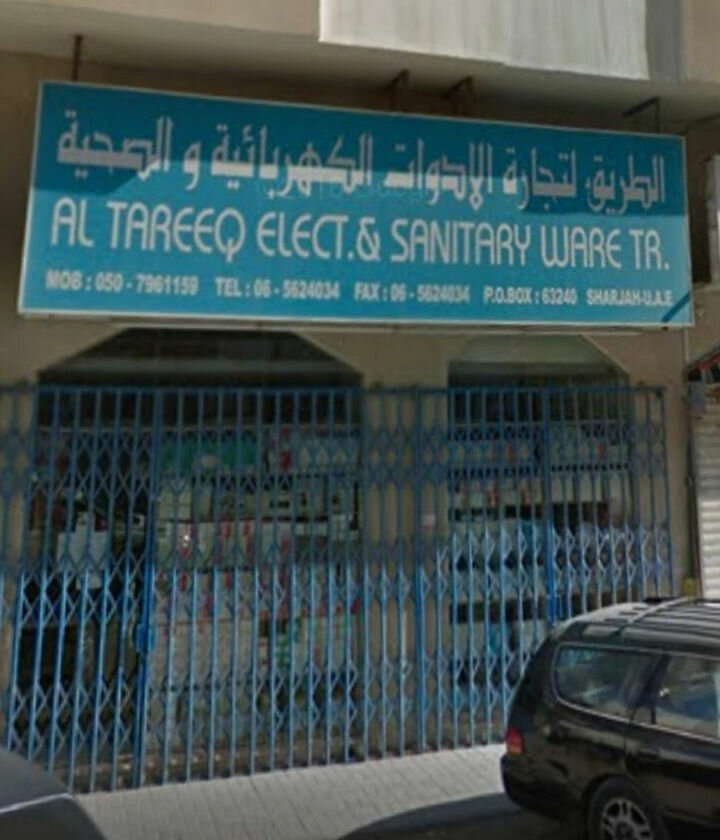 الطريق لتجارة الادوات الكهربائية و الصحية
AL TAREEQ ELECT.& SANITARY WARE TR.
MOB : 050 - 7961159 TEL : 06 - 5624034 FAX : 06 - 5624034 P.O.BOX : 63240 SHARJAH-U.A.E